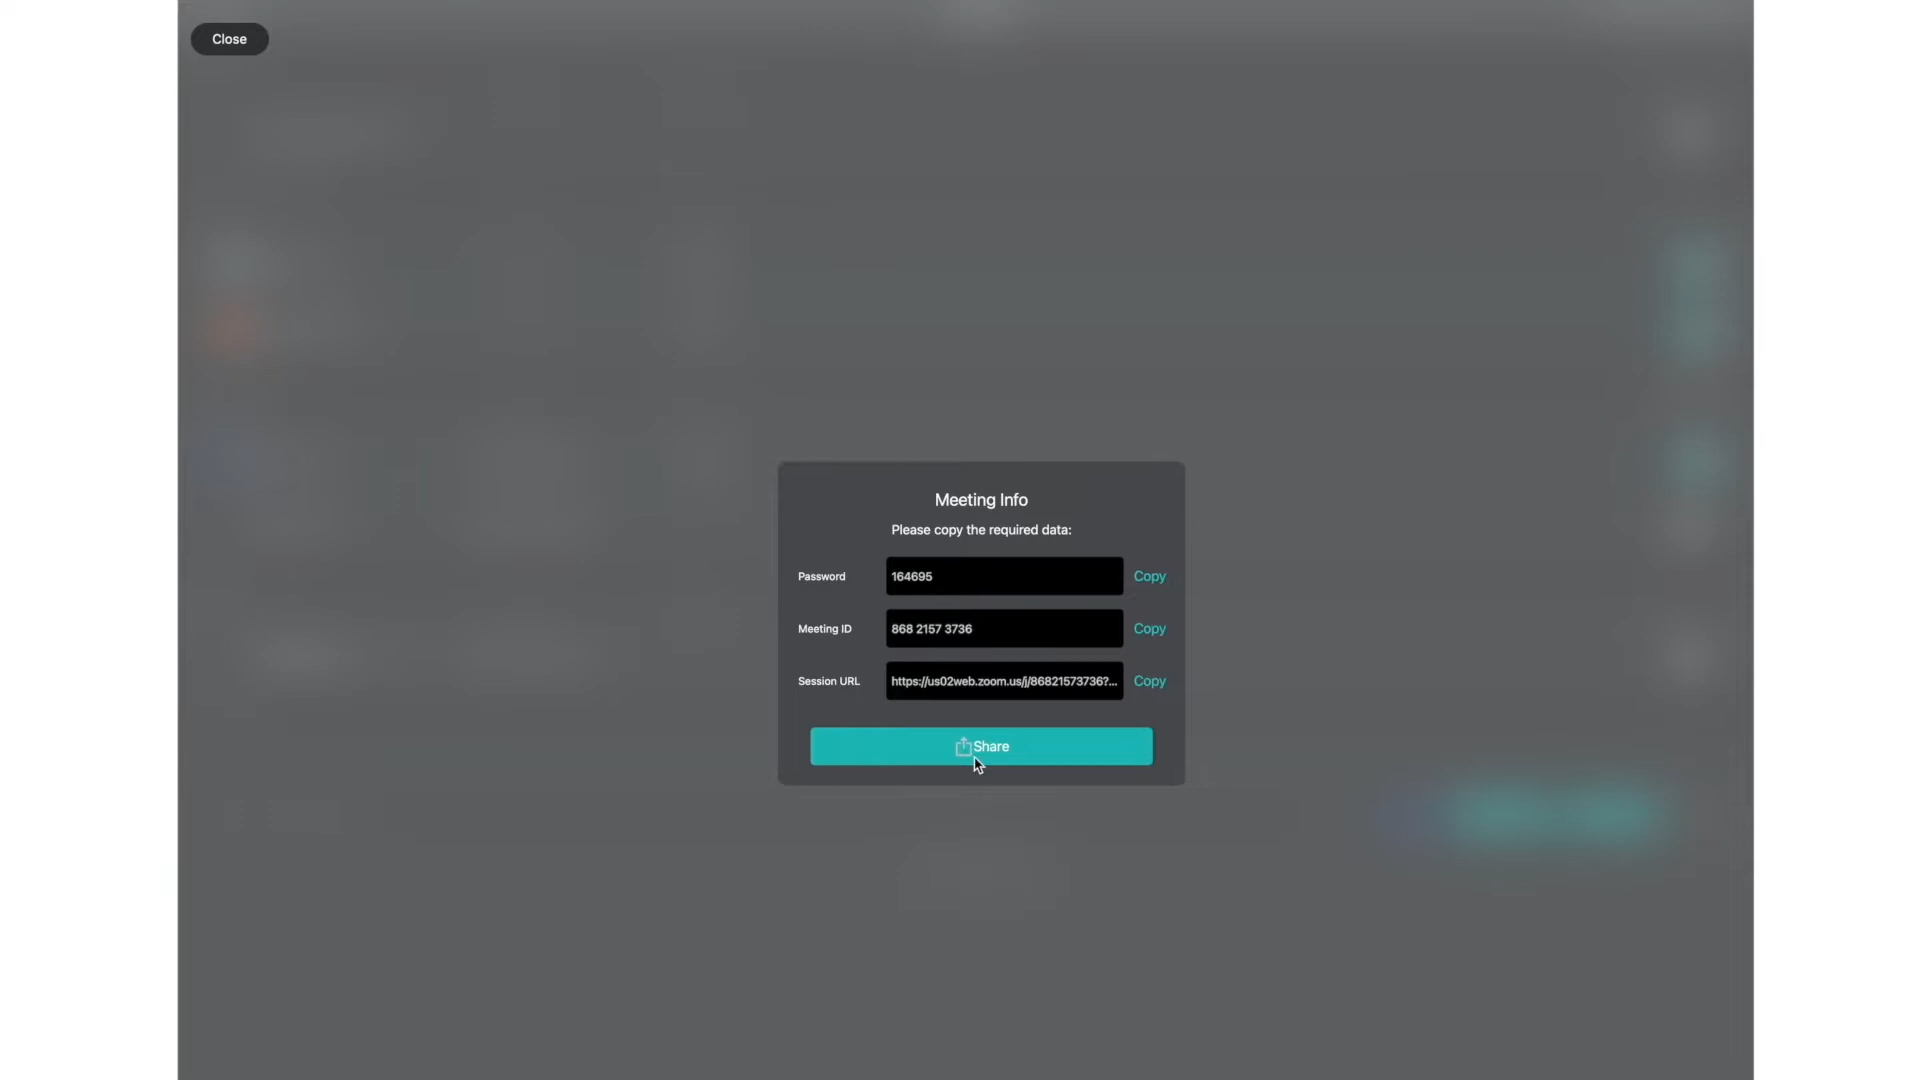 Close
Meeting Info
Please copy the required data:
Password 164695 Copy
Meeting ID 868 2157 3736 Copy
Session URL https://us02web.zoom.us/j/86821573736?... Copy
Share